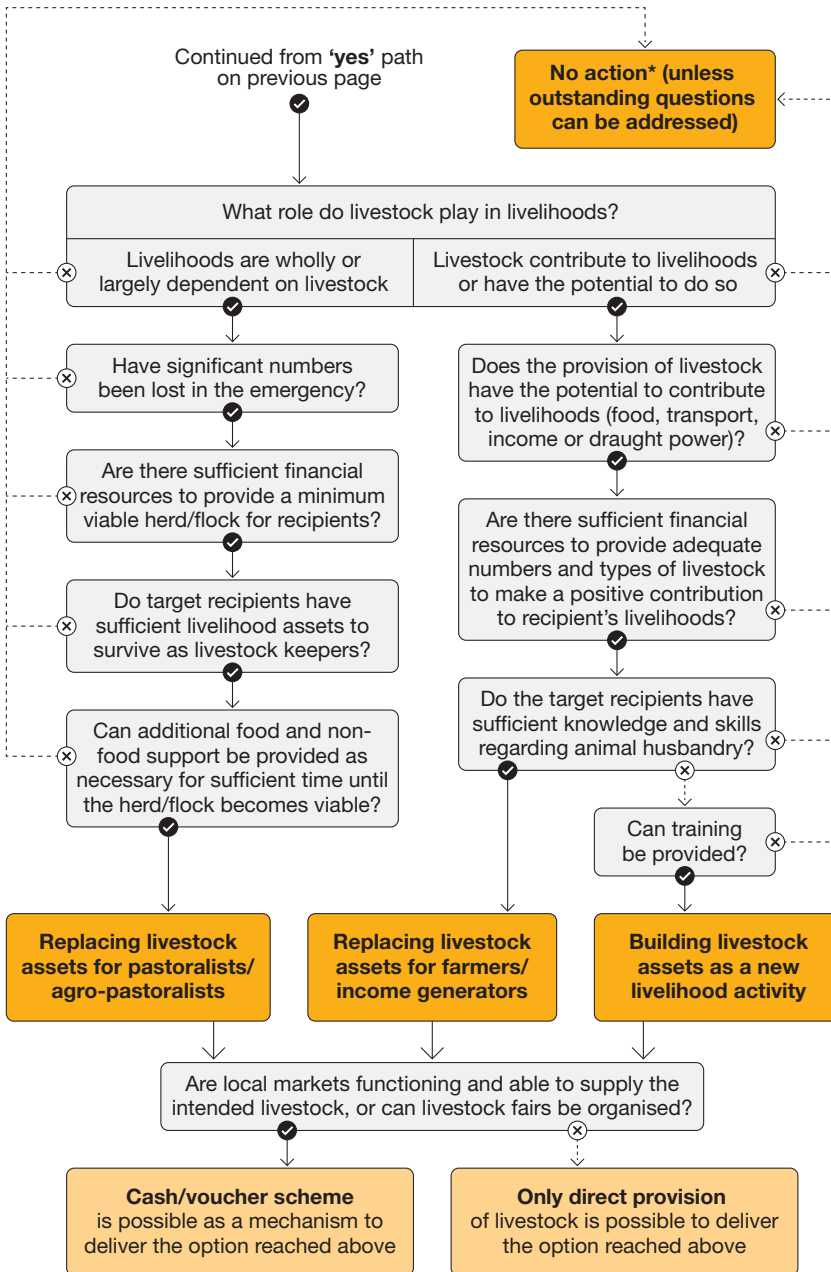 Continued from ‘yes’ path
on previous page
No action* (unless
outstanding questions
can be addressed)
What role do livestock play in livelihoods?
Livelihoods are wholly or
largely dependent on livestock
Livestock contribute to livelihoods
or have the potential to do so
Have significant numbers
been lost in the emergency?
Does the provision of livestock
have the potential to contribute
to livelihoods (food, transport,
income or draught power)?
Are there sufficient financial
resources to provide a minimum
viable herd/flock for recipients?
Are there sufficient financial
resources to provide adequate
numbers and types of livestock
to make a positive contribution
to recipient’s livelihoods?
Do target recipients have
sufficient livelihood assets to
survive as livestock keepers?
Do the target recipients have
sufficient knowledge and skills
regarding animal husbandry?
Can additional food and non-
food support be provided as
necessary for sufficient time until
the herd/flock becomes viable?
Can training
be provided?
Replacing livestock
assets for pastoralists/
agro-pastoralists
Replacing livestock
assets for farmers/
income generators
Building livestock
assets as a new
livelihood activity
Are local markets functioning and able to supply the
intended livestock, or can livestock fairs be organised?
Cash/voucher scheme
is possible as a mechanism to
deliver the option reached above
Only direct provision
of livestock is possible to deliver
the option reached above